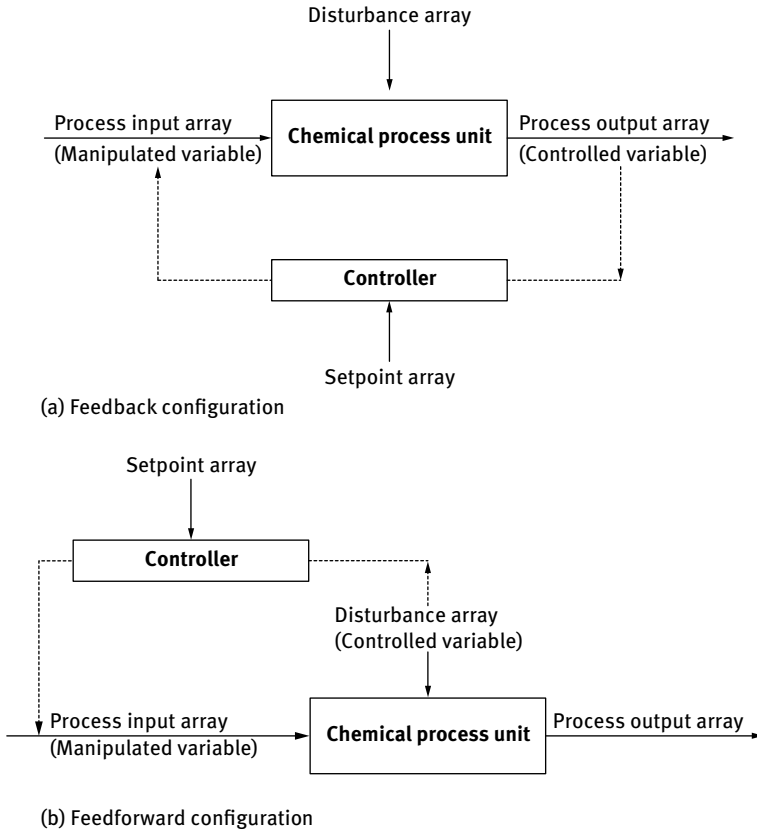 Disturbance array
Process input array
(Manipulated variable)
Chemical process unit
Process output array
(Controlled variable)
Controller
Setpoint array
(a) Feedback configuration
Setpoint array
Controller
Disturbance array
(Controlled variable)
Process input array
(Manipulated variable)
Chemical process unit
Process output array
(b) Feedforward configuration